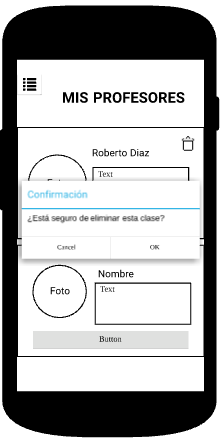 MIS PROFESORES
Roberto Diaz
Text
Confirmación
¿Está seguro de eliminar esta clase?
Cancel OK
Nombre
Foto
Text
Button